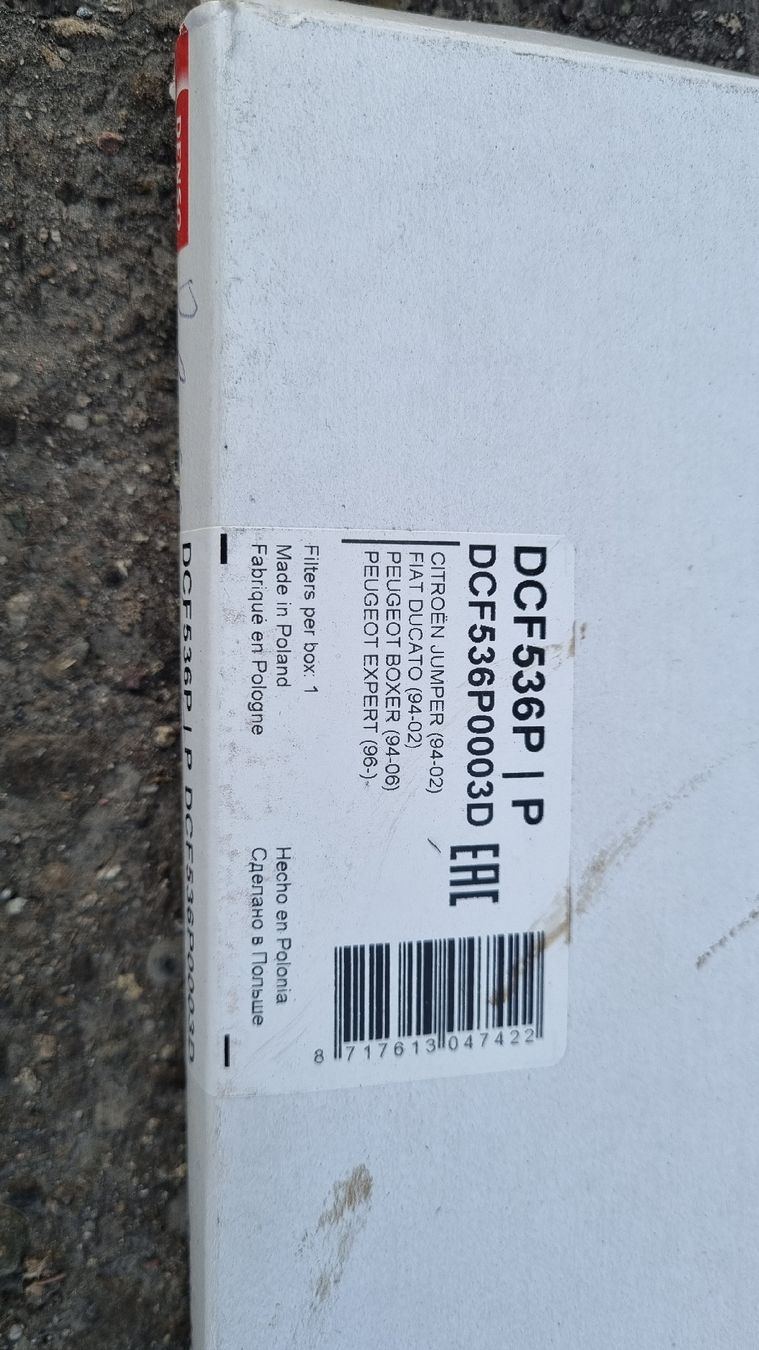 DCF536P | P
DCF536P0003D
EAC
CITROËN JUMPER (94-02)
FIAT DUCATO (94-02)
PEUGEOT BOXER (94-06)
PEUGEOT EXPERT (96-)
8 717613 047422
Filters per box: 1
Made in Poland
Hecho en Polonia
Fabriqué en Pologne
Сделано в Польше
DCF536P | P DCF536P0003D
DENSO